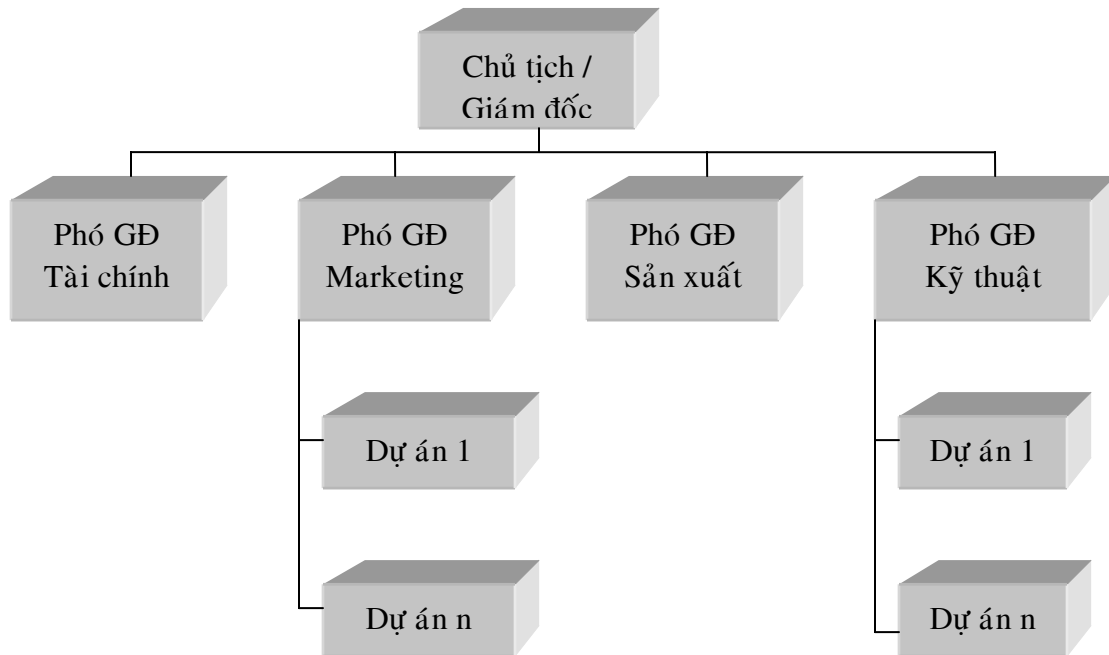 Chủ tịch /
Giám đốc
Phó GĐ
Tài chính
Phó GĐ
Marketing
Phó GĐ
Sản xuất
Phó GĐ
Kỹ thuật
Dự án 1
Dự án 1
Dự án n
Dự án n